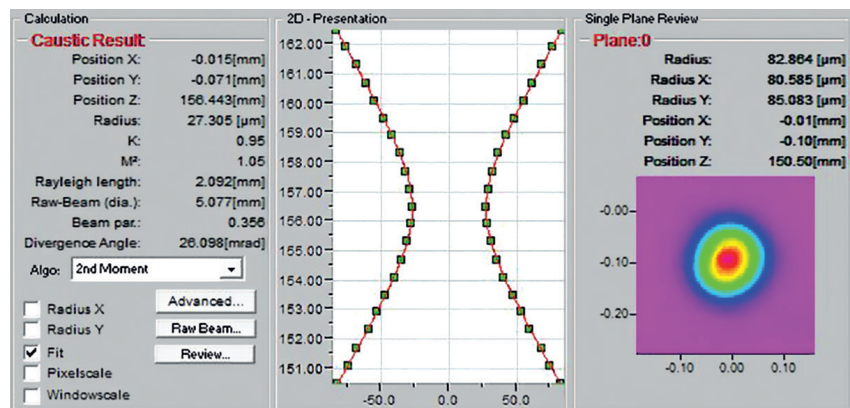 Calculation
Caustic Result:
Position X: -0.015[mm]
Position Y: -0.071[mm]
Position Z: 156.443[mm]
Radius: 27.305 [µm]
K: 0.95
M²: 1.05
Rayleigh length: 2.092[mm]
Raw-Beam (dia.): 5.077[mm]
Beam par.: 0.356
Divergence Angle: 26.098[mrad]
Algo: 2nd Moment
Radius X
Radius Y
Fit
Pixelscale
Windowscale
Advanced...
Raw Beam...
Review...
2D - Presentation
162.00
161.00
160.00
159.00
158.00
157.00
156.00
155.00
154.00
153.00
152.00
151.00
-50.0 0.0 50.0
Single Plane Review
Plane:0
Radius: 82.864 [µm]
Radius X: 80.585 [µm]
Radius Y: 85.083 [µm]
Position X: -0.01[mm]
Position Y: -0.10[mm]
Position Z: 150.50[mm]
-0.00
-0.10
-0.20
-0.10 0.00 0.10